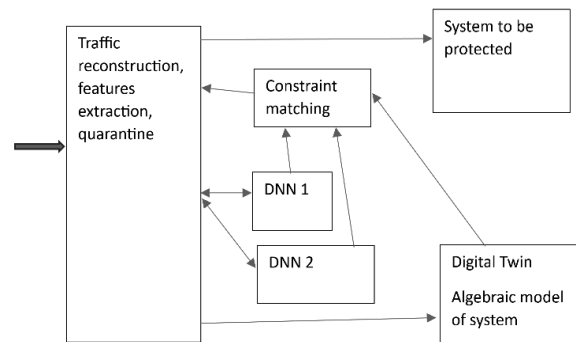 Traffic
reconstruction,
features
extraction,
quarantine
System to be
protected
Constraint
matching
DNN 1
DNN 2
Digital Twin
Algebraic model
of system